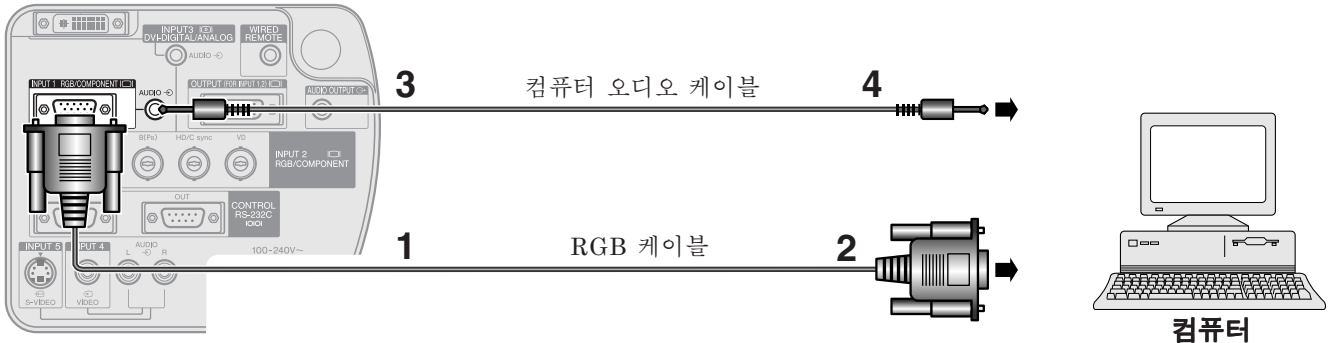 INPUT3
DVI-DIGITAL/ANALOG
WIRED
REMOTE
AUDIO
INPUT 1 RGB/COMPONENT
AUDIO
OUTPUT (FOR INPUT 1,2)
AUDIO OUTPUT
3 컴퓨터 오디오 케이블 4
B(PB) HD/C sync VD
INPUT 2
RGB/COMPONENT
OUT
CONTROL
RS-232C
1 RGB 케이블 2
100-240V~
INPUT 5 INPUT 4 L AUDIO R
S-VIDEO VIDEO
컴퓨터